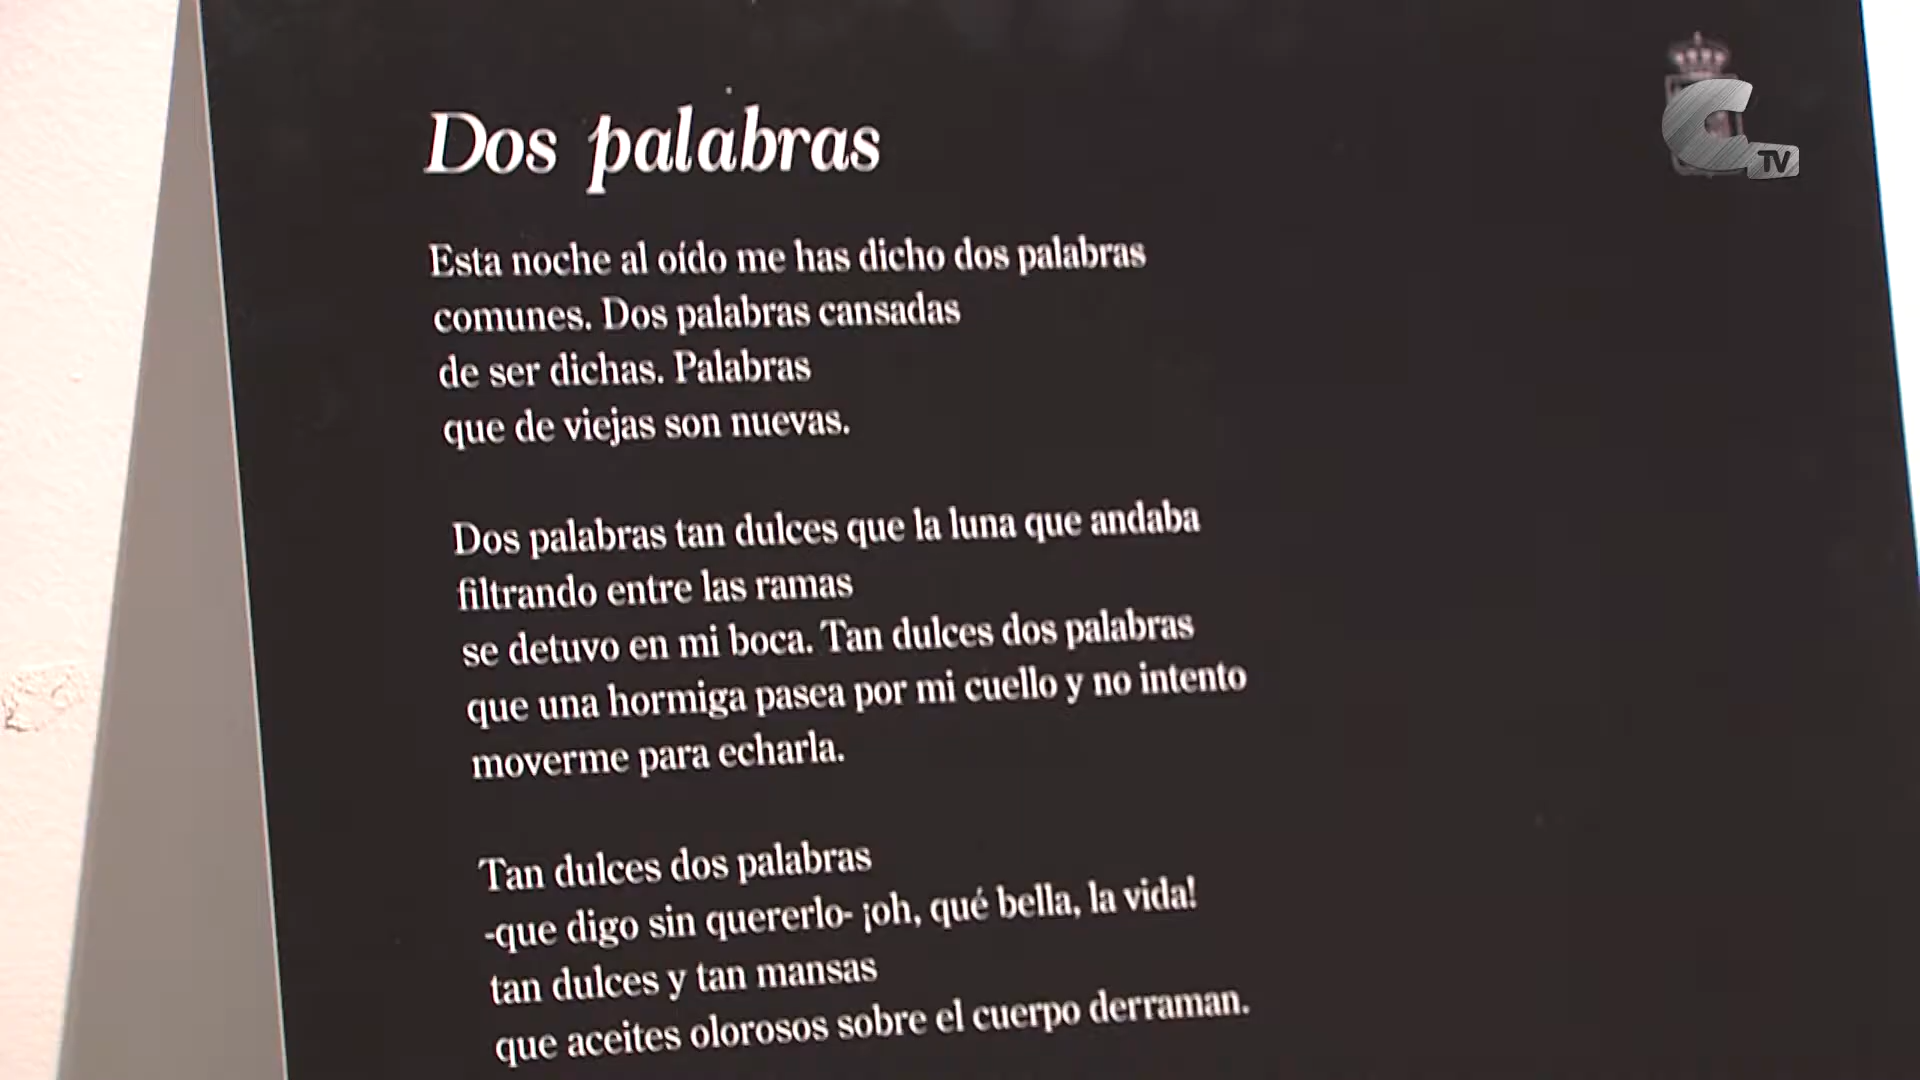 Dos palabras
Esta noche al oído me has dicho dos palabras
comunes. Dos palabras cansadas
de ser dichas. Palabras
que de viejas son nuevas.
Dos palabras tan dulces que la luna que andaba
filtrando entre las ramas
se detuvo en mi boca. Tan dulces dos palabras
que una hormiga pasea por mi cuello y no intento
moverme para echarla.
Tan dulces dos palabras
-que digo sin quererlo- ¡oh, qué bella, la vida!
tan dulces y tan mansas
que aceites olorosos sobre el cuerpo derraman.
C TV